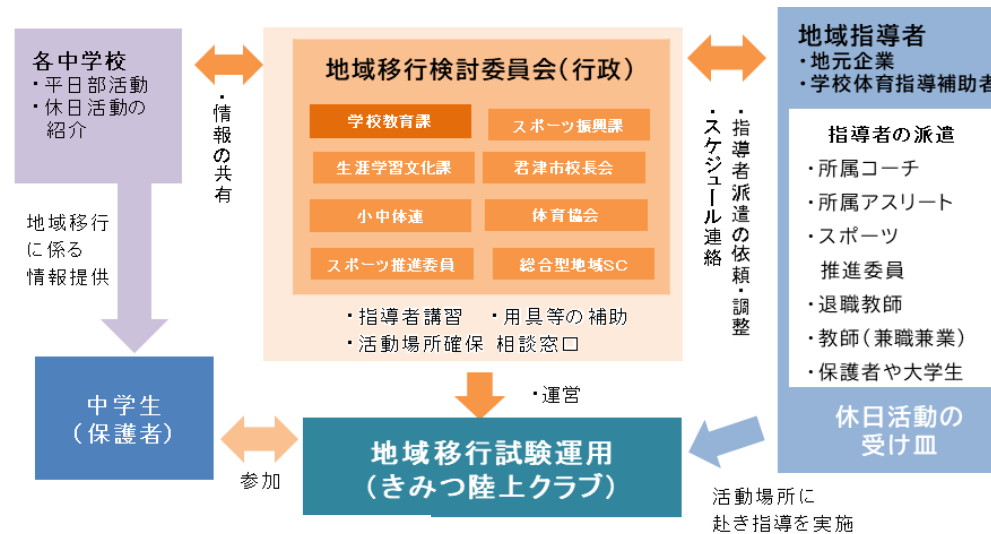 各中学校
・平日部活動
・休日活動の
紹介
・情報の共有
地域移行検討委員会(行政)
学校教育課
スポーツ振興課
生涯学習文化課
君津市校長会
小中体連
体育協会
スポーツ推進委員
総合型地域SC
・指導者講習 ・用具等の補助
・活動場所確保 相談窓口
・指導者派遣の依頼・調整
・スケジュール連絡
地域指導者
・地元企業
・学校体育指導補助者
指導者の派遣
・所属コーチ
・所属アスリート
・スポーツ
推進委員
・退職教師
・教師(兼職兼業)
・保護者や大学生
休日活動の
受け皿
地域移行
に係る
情報提供
中学生
(保護者)
参加
・運営
地域移行試験運用
(きみつ陸上クラブ)
活動場所に
赴き指導を実施